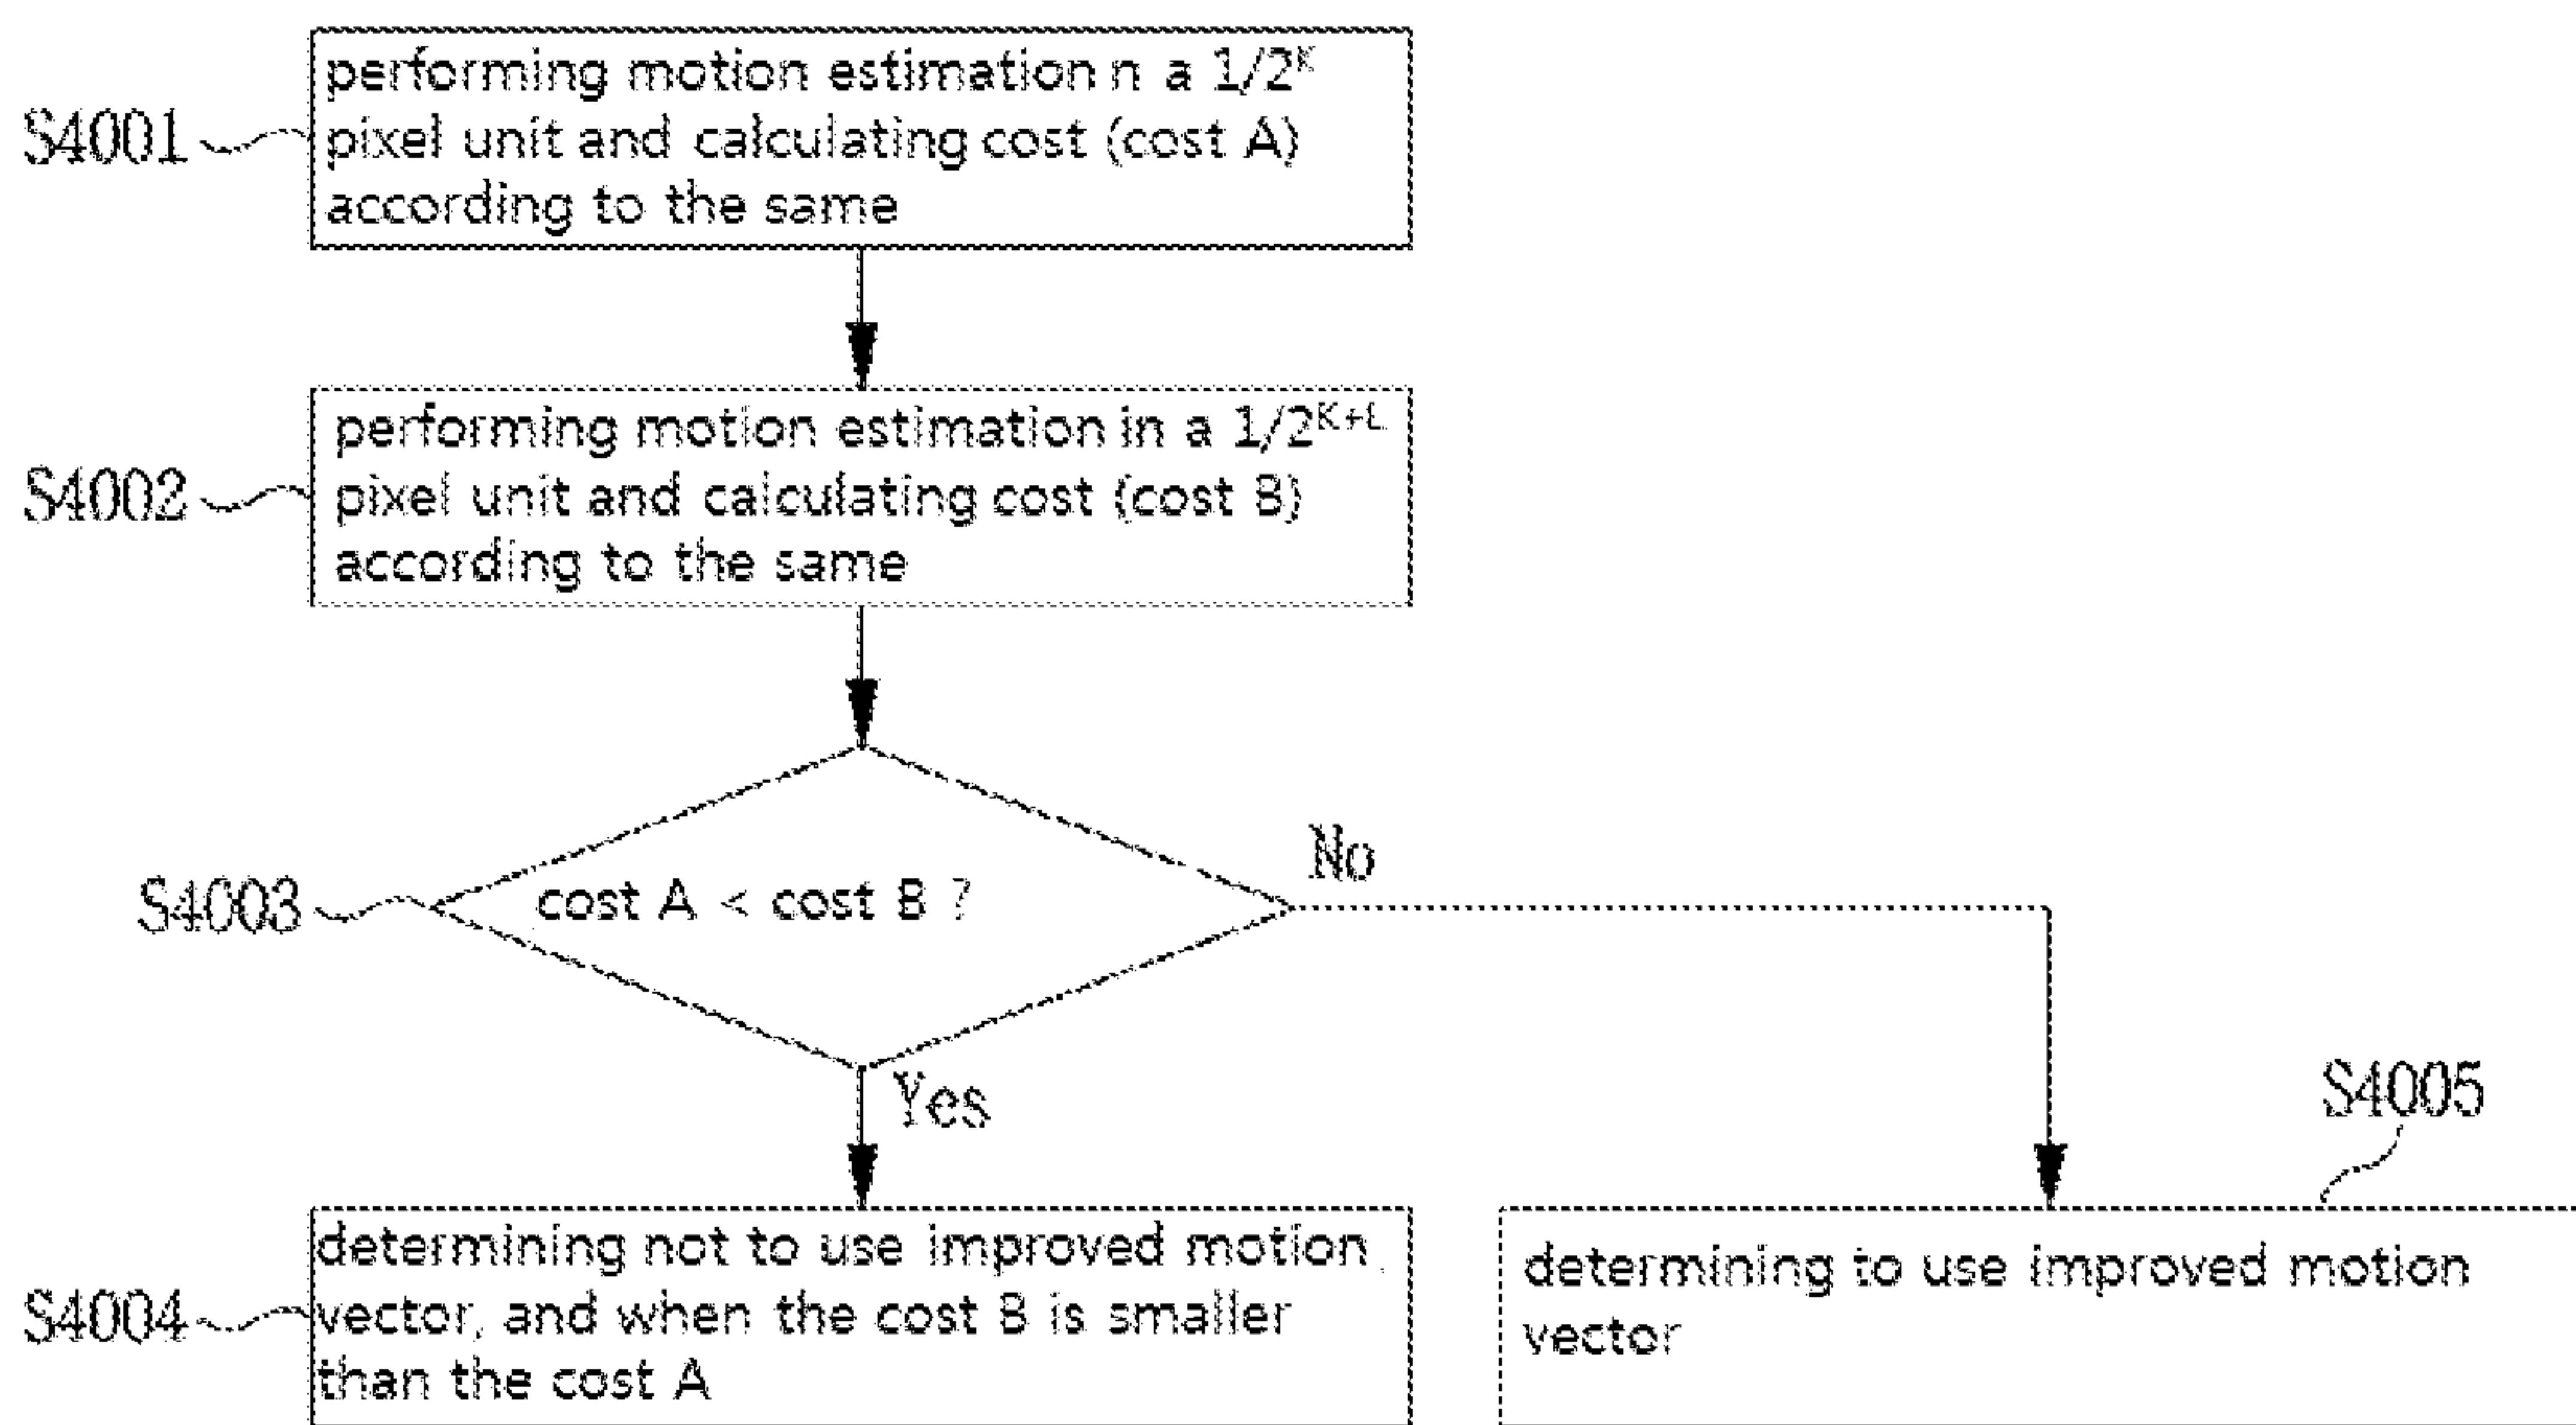 performing motion estimation n a 1/2^K
S4001
pixel unit and calculating cost (cost A)
according to the same
performing motion estimation in a 1/2^K+L
S4002
pixel unit and calculating cost (cost B)
according to the same
S4003
cost A < cost B ?
No
Yes
S4004
determining not to use improved motion
vector, and when the cost B is smaller
than the cost A
S4005
determining to use improved motion
vector